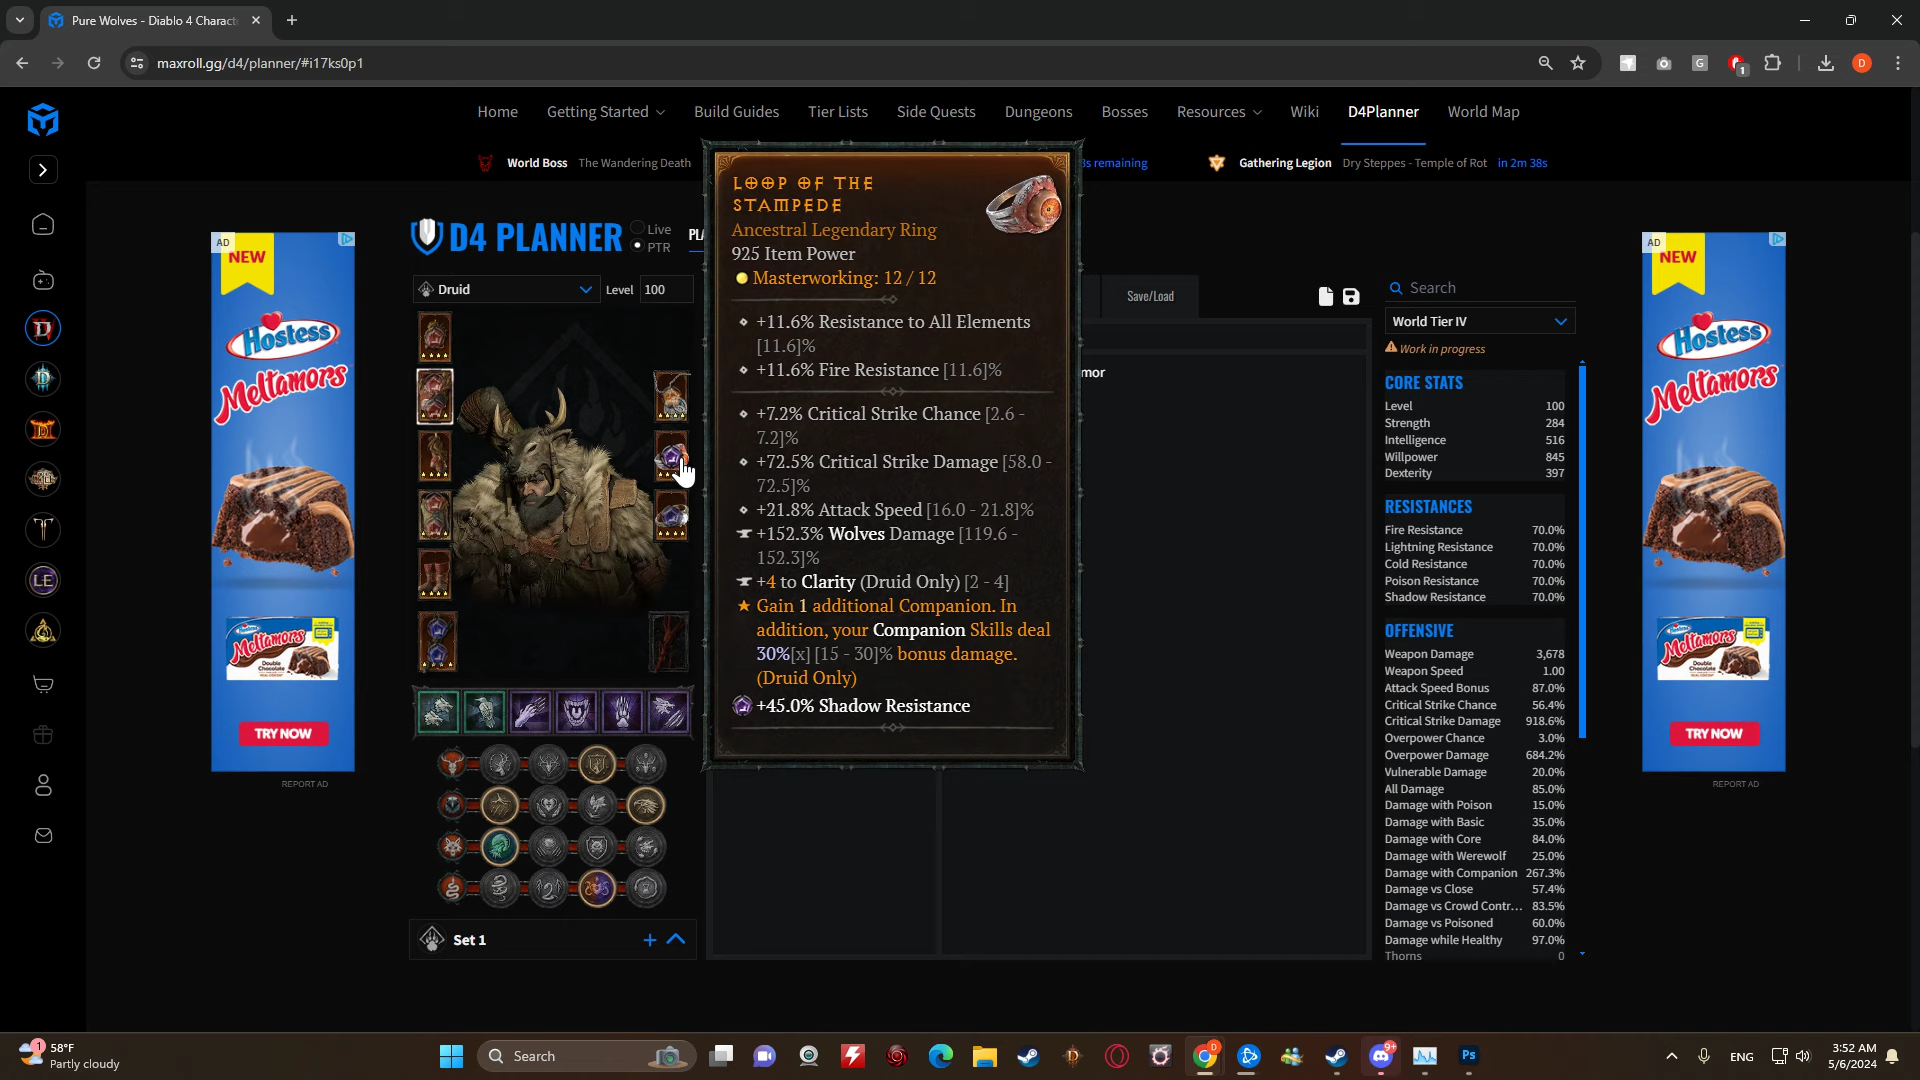 Pure Wolves - Diablo 4 Charact
maxroll.gg/d4/planner/#i17ks0p1
G
1
D
Home
Getting Started
Build Guides
Tier Lists
Side Quests
Dungeons
Bosses
Resources
Wiki
D4Planner
World Map
World Boss The Wandering Death
s remaining
Gathering Legion Dry Steppes - Temple of Rot in 2m 38s
LOOP OF THE
STAMPEDE
Ancestral Legendary Ring
925 Item Power
Masterworking: 12 / 12
+11.6% Resistance to All Elements
[11.6]%
+11.6% Fire Resistance [11.6]%
+7.2% Critical Strike Chance [2.6 -
7.2]%
+72.5% Critical Strike Damage [58.0 -
72.5]%
+21.8% Attack Speed [16.0 - 21.8]%
+152.3% Wolves Damage [119.6 -
152.3]%
+4 to Clarity (Druid Only) [2 - 4]
Gain 1 additional Companion. In
addition, your Companion Skills deal
30%[x] [15 - 30]% bonus damage.
(Druid Only)
+45.0% Shadow Resistance
D4 PLANNER
Live
PTR
PLA
Druid
Level 100
Save/Load
mor
Set 1
LE
AD
NEW
Hostess
Meltamors
Hostess
Meltamors
TRY NOW
REPORT AD
Search
World Tier IV
Work in progress
CORE STATS
Level 100
Strength 284
Intelligence 516
Willpower 845
Dexterity 397
RESISTANCES
Fire Resistance 70.0%
Lightning Resistance 70.0%
Cold Resistance 70.0%
Poison Resistance 70.0%
Shadow Resistance 70.0%
OFFENSIVE
Weapon Damage 3,678
Weapon Speed 1.00
Attack Speed Bonus 87.0%
Critical Strike Chance 56.4%
Critical Strike Damage 918.6%
Overpower Chance 3.0%
Overpower Damage 684.2%
Vulnerable Damage 20.0%
All Damage 85.0%
Damage with Poison 15.0%
Damage with Basic 35.0%
Damage with Core 84.0%
Damage with Werewolf 25.0%
Damage with Companion 267.3%
Damage vs Close 57.4%
Damage vs Crowd Contr... 83.5%
Damage vs Poisoned 60.0%
Damage while Healthy 97.0%
Thorns 0
AD
NEW
Hostess
Meltamors
Hostess
Meltamors
TRY NOW
REPORT AD
1
58°F
Partly cloudy
Search
D
9+
Ps
ENG
3:52 AM
5/6/2024